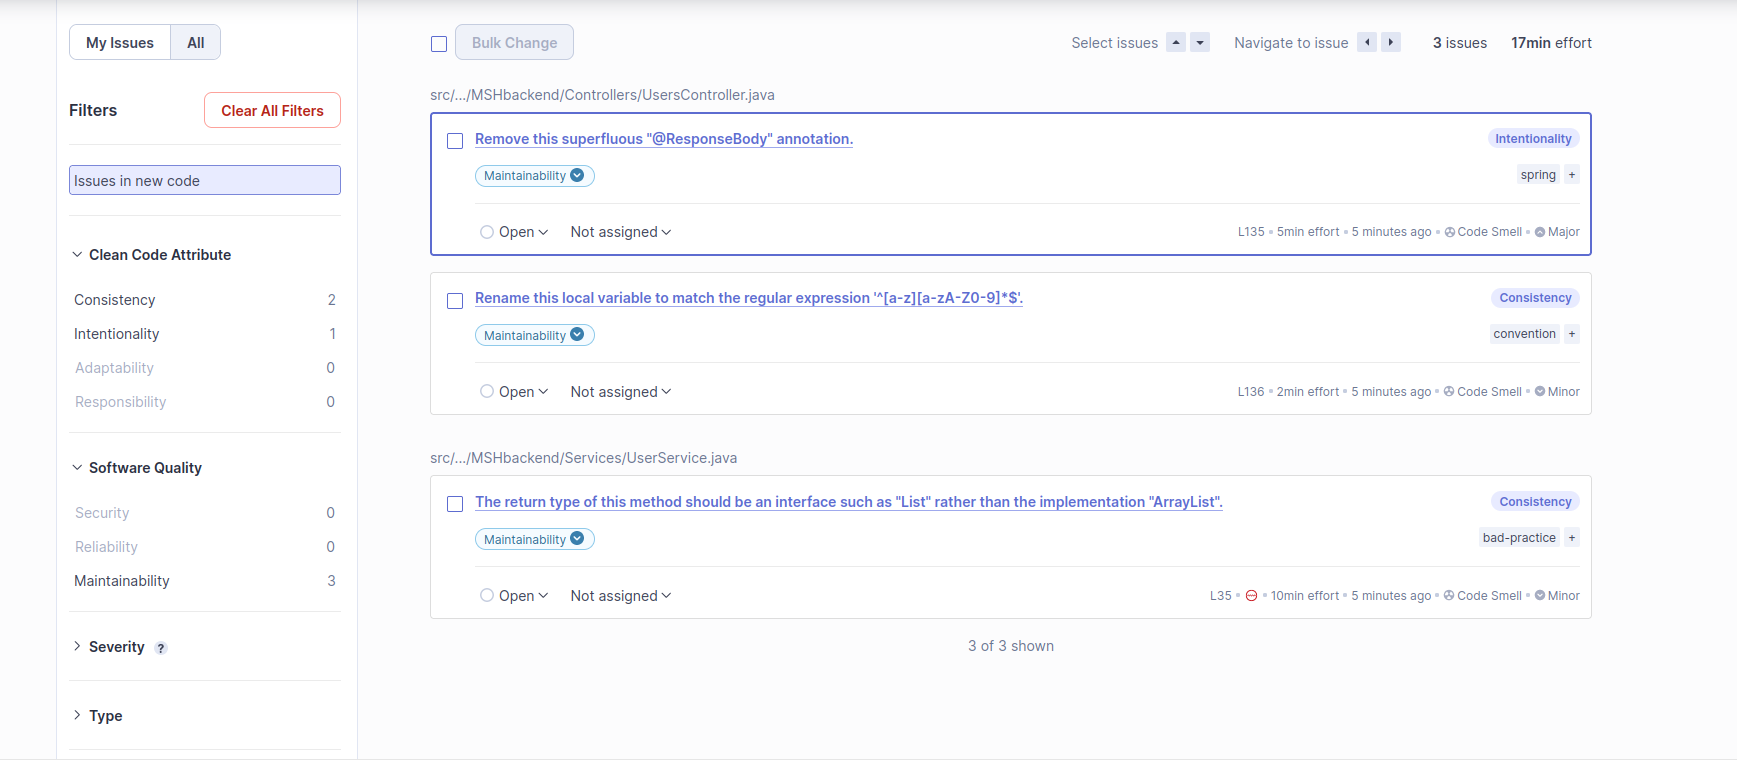 My Issues All
Bulk Change
Select issues Navigate to issue 3 issues 17min effort
Filters Clear All Filters
Issues in new code
Clean Code Attribute
Consistency 2
Intentionality 1
Adaptability 0
Responsibility 0
Software Quality
Security 0
Reliability 0
Maintainability 3
Severity ?
Type
src/.../MSHbackend/Controllers/UsersController.java
Remove this superfluous "@ResponseBody" annotation. Intentionality
Maintainability spring +
Open Not assigned L135 • 5min effort • 5 minutes ago • Code Smell • Major
Rename this local variable to match the regular expression '^[a-z][a-zA-Z0-9]*$'. Consistency
Maintainability convention +
Open Not assigned L136 • 2min effort • 5 minutes ago • Code Smell • Minor
src/.../MSHbackend/Services/UserService.java
The return type of this method should be an interface such as "List" rather than the implementation "ArrayList". Consistency
Maintainability bad-practice +
Open Not assigned L35 • • 10min effort • 5 minutes ago • Code Smell • Minor
3 of 3 shown